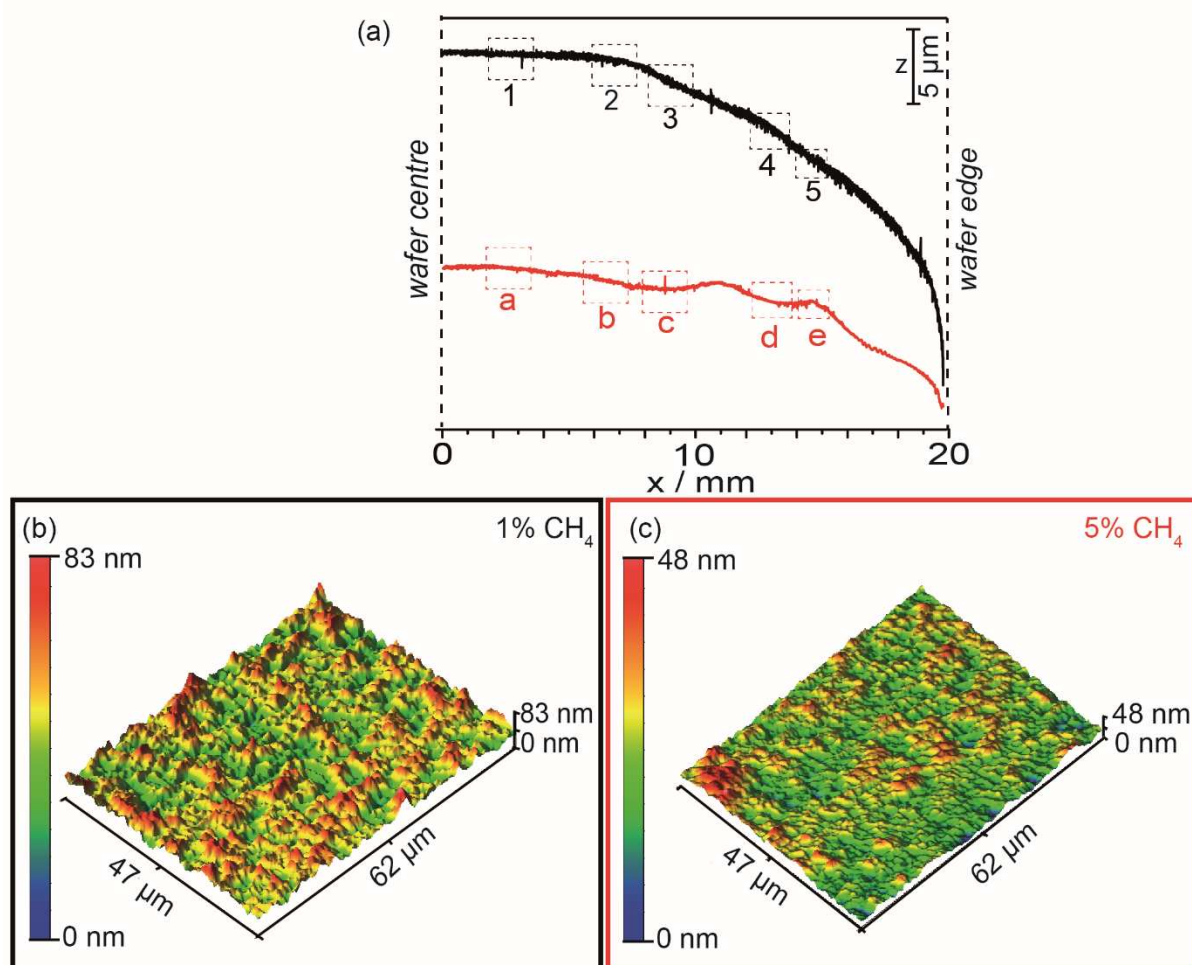 (a)
z
5 µm
1
2
3
4
5
wafer centre
wafer edge
a
b
c
d
e
0
10
20
x / mm
(b)
1% CH₄
83 nm
83 nm
0 nm
47 µm
62 µm
0 nm
(c)
5% CH₄
48 nm
48 nm
0 nm
47 µm
62 µm
0 nm